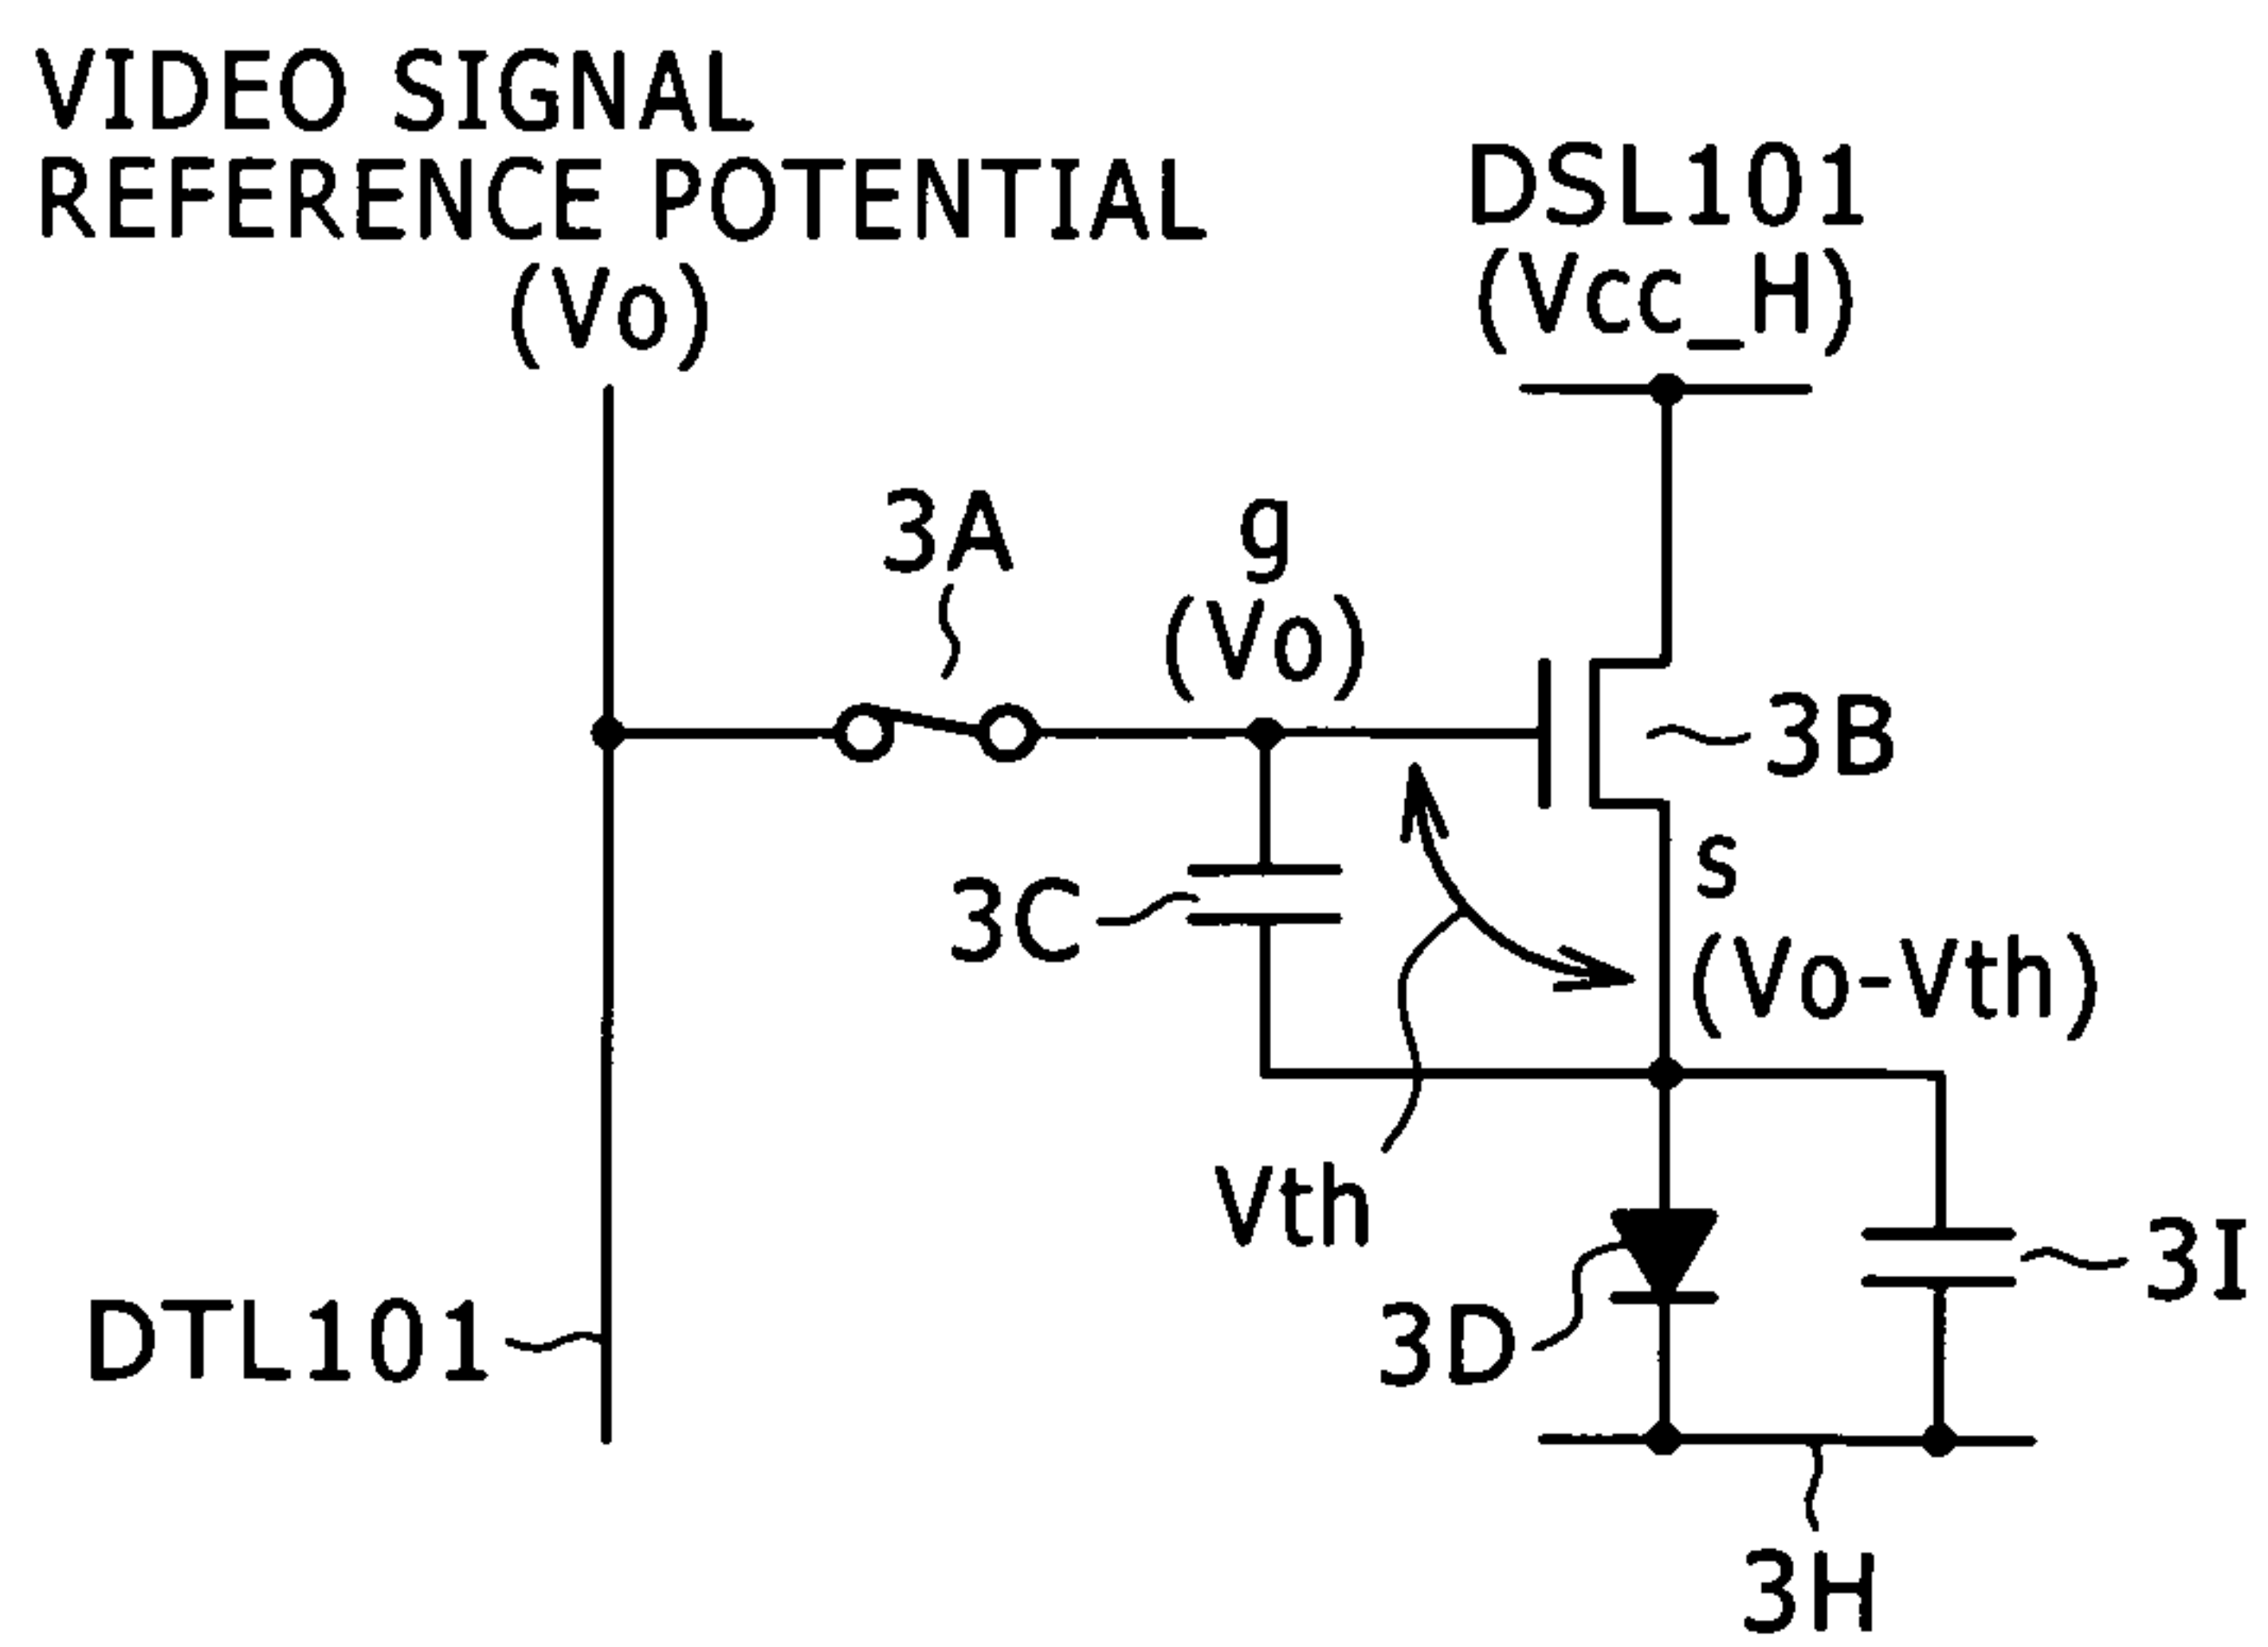 VIDEO SIGNAL
REFERENCE POTENTIAL
(Vo)
DSL101
(Vcc_H)
3A
g
(Vo)
3B
s
3C
(Vo-Vth)
Vth
3I
DTL101
3D
3H